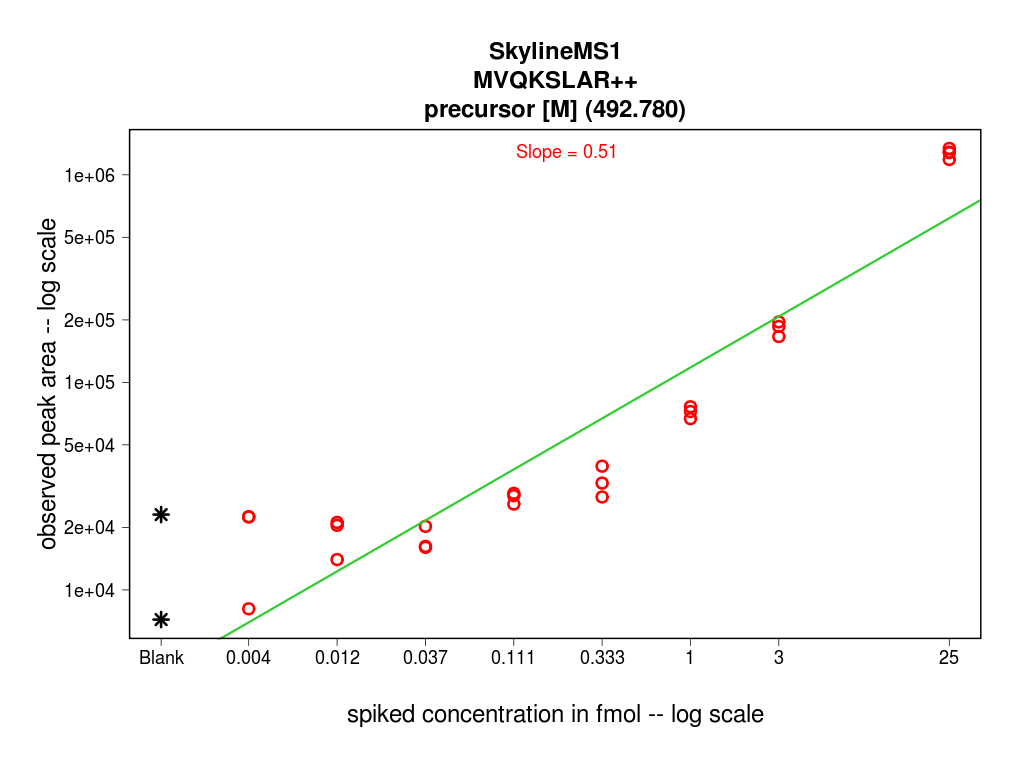 SkylineMS1
MVQKSLAR++
precursor [M] (492.780)
Slope = 0.51
observed peak area -- log scale
1e+06
5e+05
2e+05
1e+05
5e+04
2e+04
1e+04
Blank 0.004 0.012 0.037 0.111 0.333 1 3 25
spiked concentration in fmol -- log scale